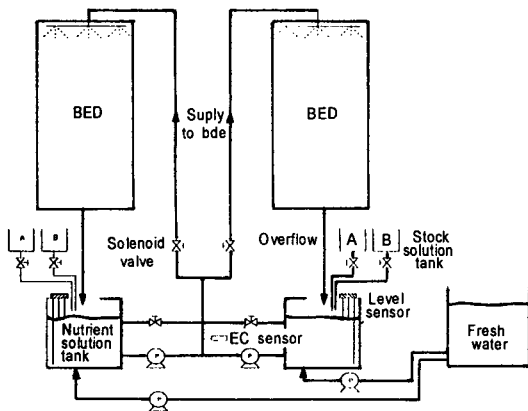 BED
BED
Suply
to bde
A
B
Solenoid
valve
Overflow
A
B
Stock
solution
tank
Level
sensor
Nutrient
solution
tank
EC sensor
Fresh
water
P
P
P
P